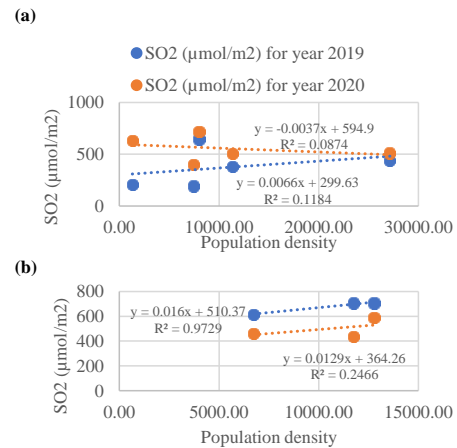 (a)
SO2 (µmol/m2) for year 2019
SO2 (µmol/m2) for year 2020
1000
500
0
SO2 (µmol/m2)
y = -0.0037x + 594.9
R² = 0.0874
y = 0.0066x + 299.63
R² = 0.1184
0.00 10000.00 20000.00 30000.00
Population density
(b)
800
600
400
200
0
SO2 (µmol/m2)
y = 0.016x + 510.37
R² = 0.9729
y = 0.0129x + 364.26
R² = 0.2466
0.00 5000.00 10000.00 15000.00
Population density